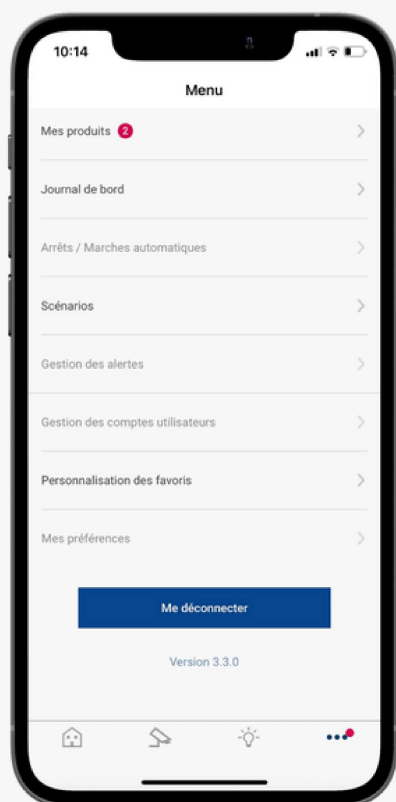 10:14
Menu
Mes produits 2
Journal de bord
Arrêts / Marches automatiques
Scénarios
Gestion des alertes
Gestion des comptes utilisateurs
Personnalisation des favoris
Mes préférences
Me déconnecter
Version 3.3.0